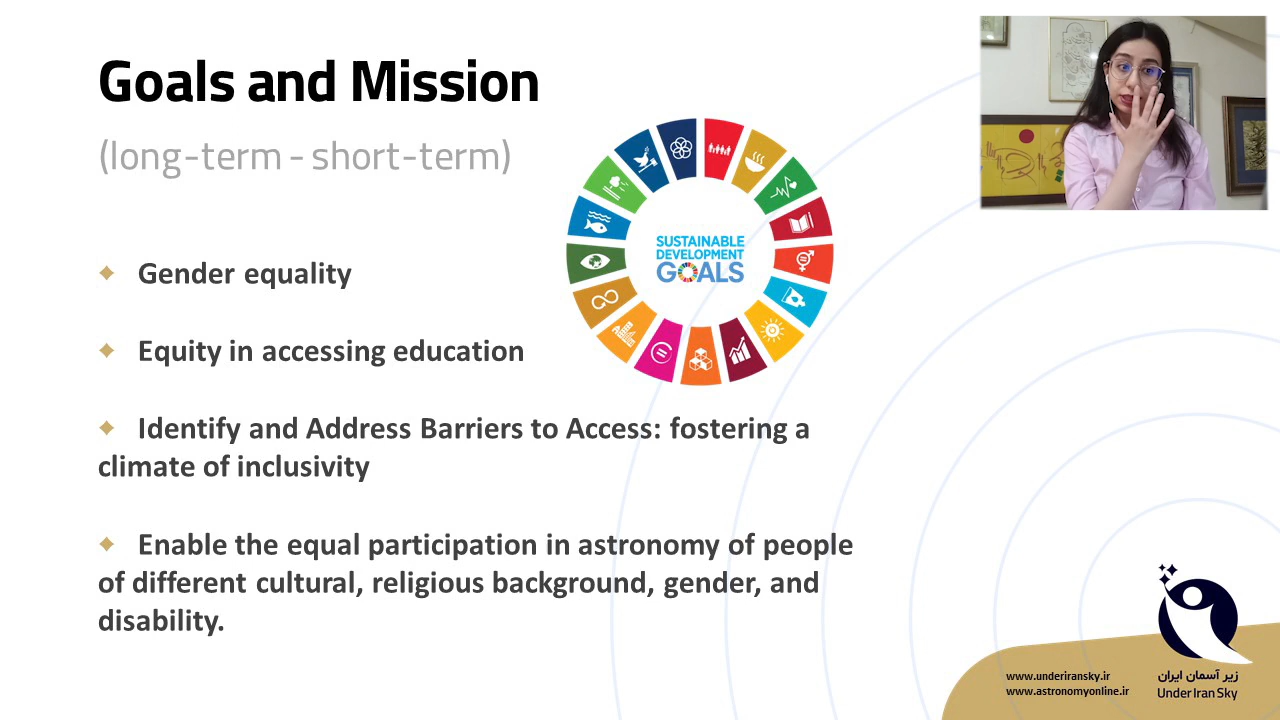 Goals and Mission
(long-term - short-term)
SUSTAINABLE
DEVELOPMENT
GOALS
Gender equality
Equity in accessing education
Identify and Address Barriers to Access: fostering a
climate of inclusivity
Enable the equal participation in astronomy of people
of different cultural, religious background, gender, and
disability.
www.underiransky.ir
www.astronomyonline.ir
زیر آسمان ایران
Under Iran Sky